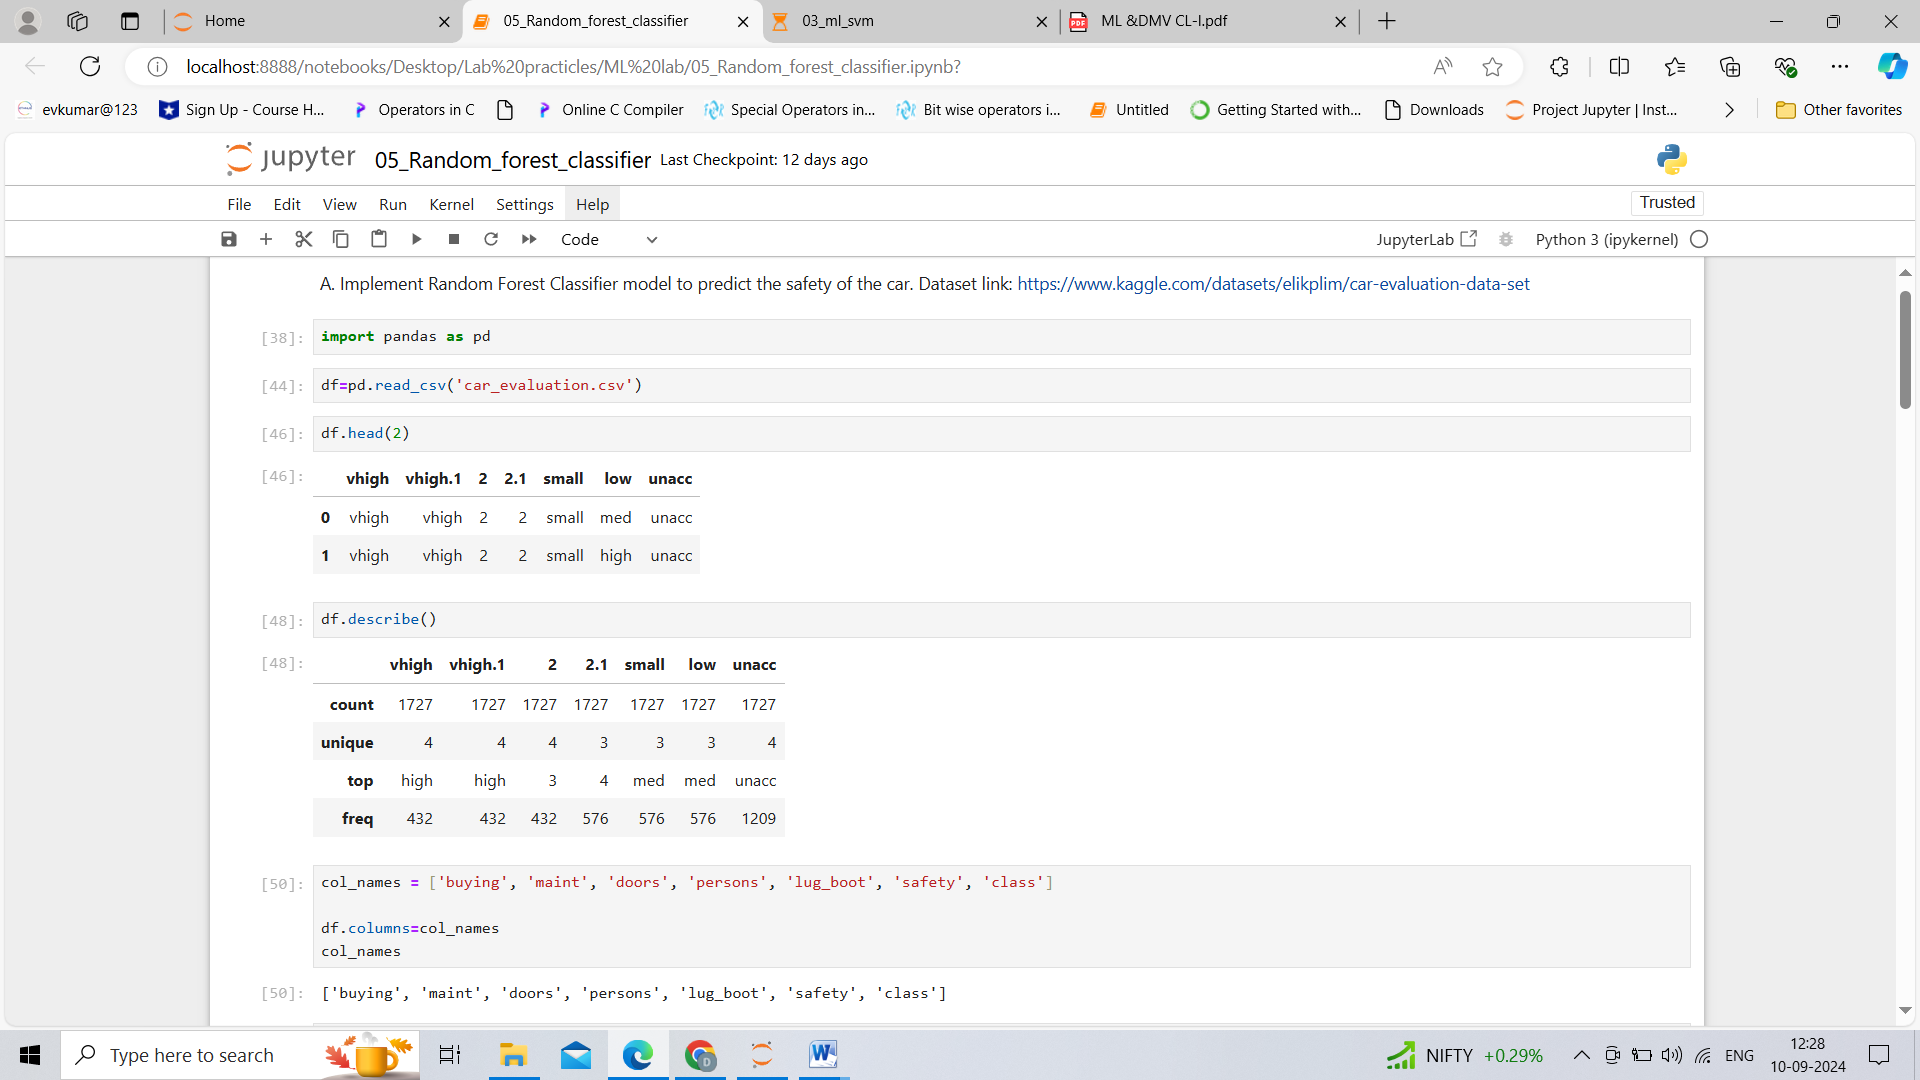 Home
05_Random_forest_classifier
03_ml_svm
ML &DMV CL-I.pdf
localhost:8888/notebooks/Desktop/Lab%20practicles/ML%20lab/05_Random_forest_classifier.ipynb?
evkumar@123
Sign Up - Course H...
Operators in C
Online C Compiler
Special Operators in...
Bit wise operators i...
Untitled
Getting Started with...
Downloads
Project Jupyter | Inst...
Other favorites
jupyter 05_Random_forest_classifier Last Checkpoint: 12 days ago
File Edit View Run Kernel Settings Help
Trusted
Code
JupyterLab
Python 3 (ipykernel)
A. Implement Random Forest Classifier model to predict the safety of the car. Dataset link: https://www.kaggle.com/datasets/elikplim/car-evaluation-data-set
[38]: import pandas as pd
[44]: df=pd.read_csv('car_evaluation.csv')
[46]: df.head(2)
[46]: vhigh vhigh.1 2 2.1 small low unacc
0 vhigh vhigh 2 2 small med unacc
1 vhigh vhigh 2 2 small high unacc
[48]: df.describe()
[48]: vhigh vhigh.1 2 2.1 small low unacc
count 1727 1727 1727 1727 1727 1727 1727
unique 4 4 4 3 3 3 4
top high high 3 4 med med unacc
freq 432 432 432 576 576 576 1209
[50]: col_names = ['buying', 'maint', 'doors', 'persons', 'lug_boot', 'safety', 'class']
df.columns=col_names
col_names
[50]: ['buying', 'maint', 'doors', 'persons', 'lug_boot', 'safety', 'class']
Type here to search
NIFTY +0.29%
ENG
12:28
10-09-2024